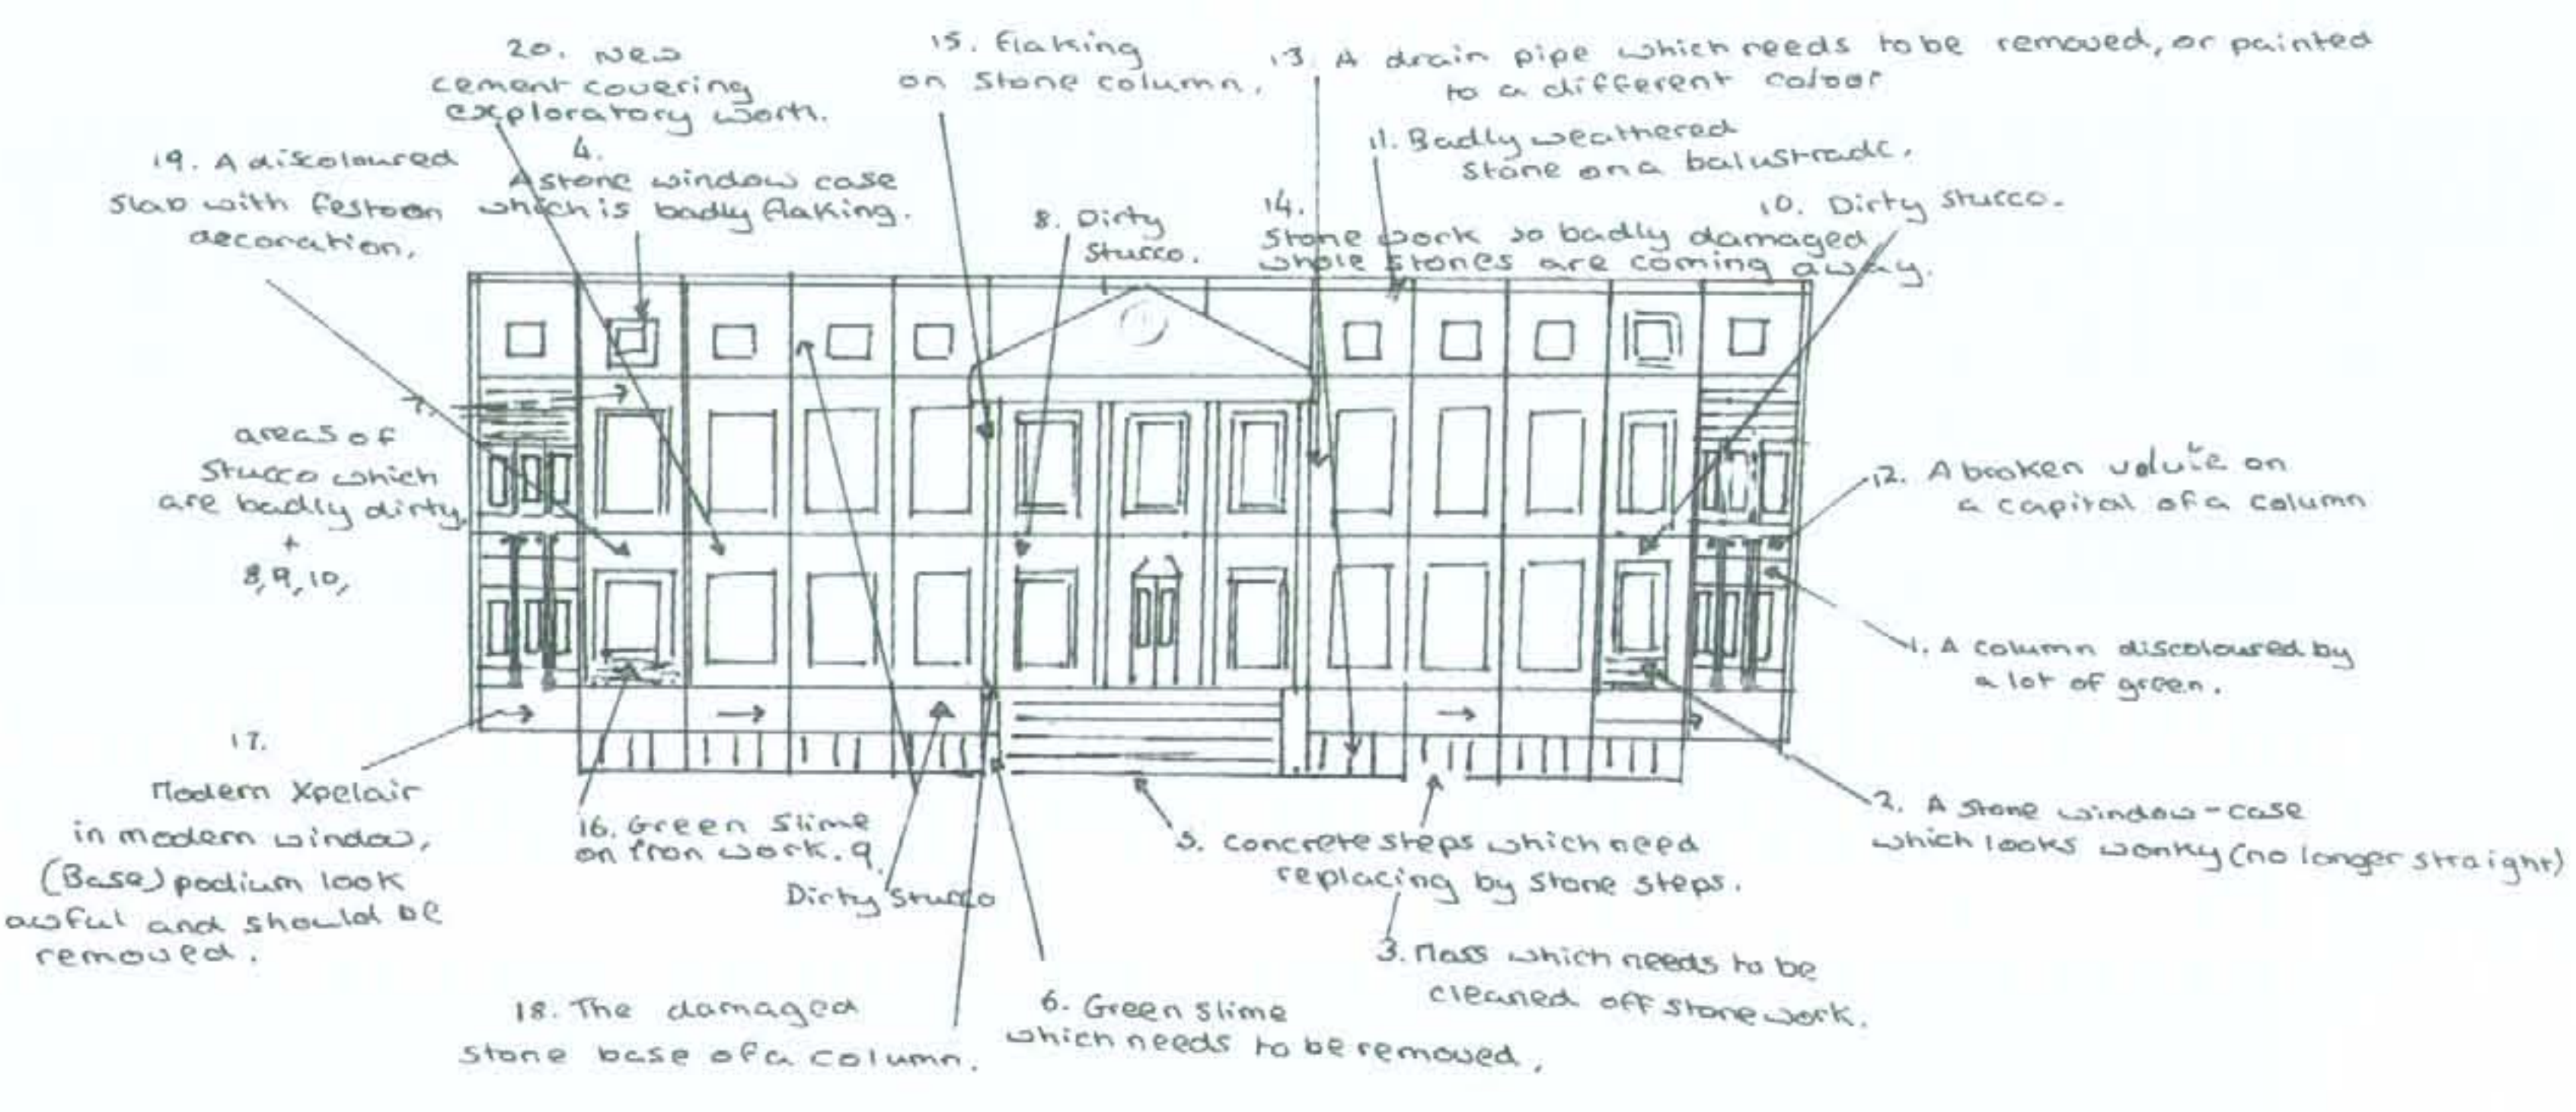 20. New
cement covering
exploratory work.
15. flaking
on stone column.
13. A drain pipe which needs to be removed, or painted
to a different colour
11. Badly weathered
stone on a balustrade.
19. A discoloured
slab with festoon
decoration.
4.
A stone window case
which is badly flaking.
8. Dirty
Stucco.
14.
Stone work so badly damaged
whole stones are coming away.
10. Dirty stucco.
7.
areas of
Stucco which
are badly dirty,
+
8, 9, 10,
12. A broken volute on
a capital of a column
1. A column discoloured by
a lot of green.
17.
Modern Xpelair
in modern window,
(Base) podium look
awful and should be
removed.
16. Green Slime
on Iron work.
9.
Dirty Stucco
5. Concrete steps which need
replacing by stone steps.
2. A stone window-case
which looks wonky (no longer straight)
3. Moss which needs to be
cleaned off stonework.
18. The damaged
stone base of a column.
6. Green slime
which needs to be removed.